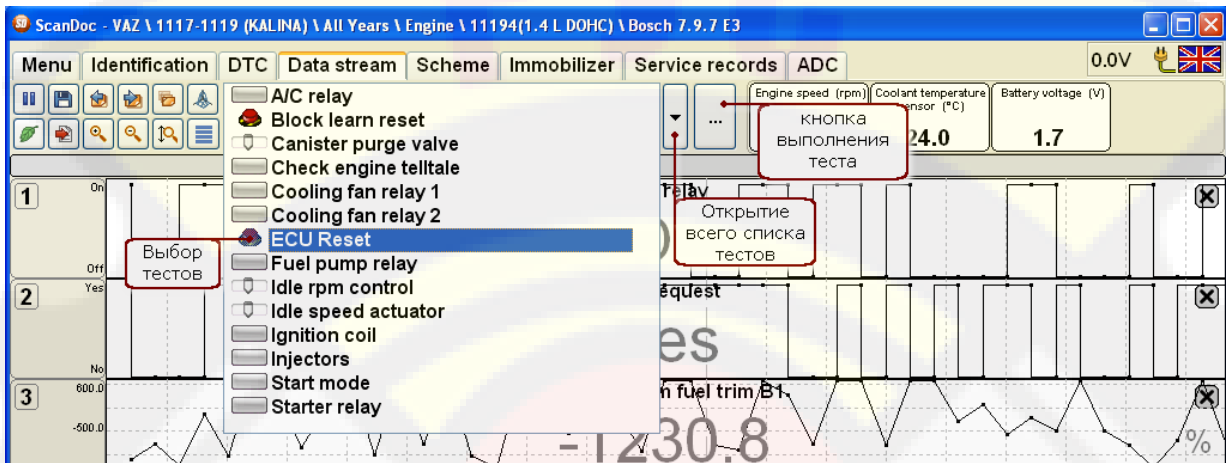 ScanDoc - VAZ \ 1117-1119 (KALINA) \ All Years \ Engine \ 11194(1.4 L DOHC) \ Bosch 7.9.7 E3
Menu Identification DTC Data stream Scheme Immobilizer Service records ADC 0.0V
Engine speed (rpm) Coolant temperature ensor (°C) Battery voltage (V)
24.0 1.7
...
кнопка
выполнения
теста
A/C relay
Block learn reset
Canister purge valve
Check engine telltale
Cooling fan relay 1
Cooling fan relay 2
ECU Reset
Fuel pump relay
Idle rpm control
Idle speed actuator
Ignition coil
Injectors
Start mode
Starter relay
Выбор
тестов
Открытие
всего списка
тестов
1 On relay
Off
2 Yes equest
es
No
3 600.0 m fuel trim B1
-500.0
-1230.8 %